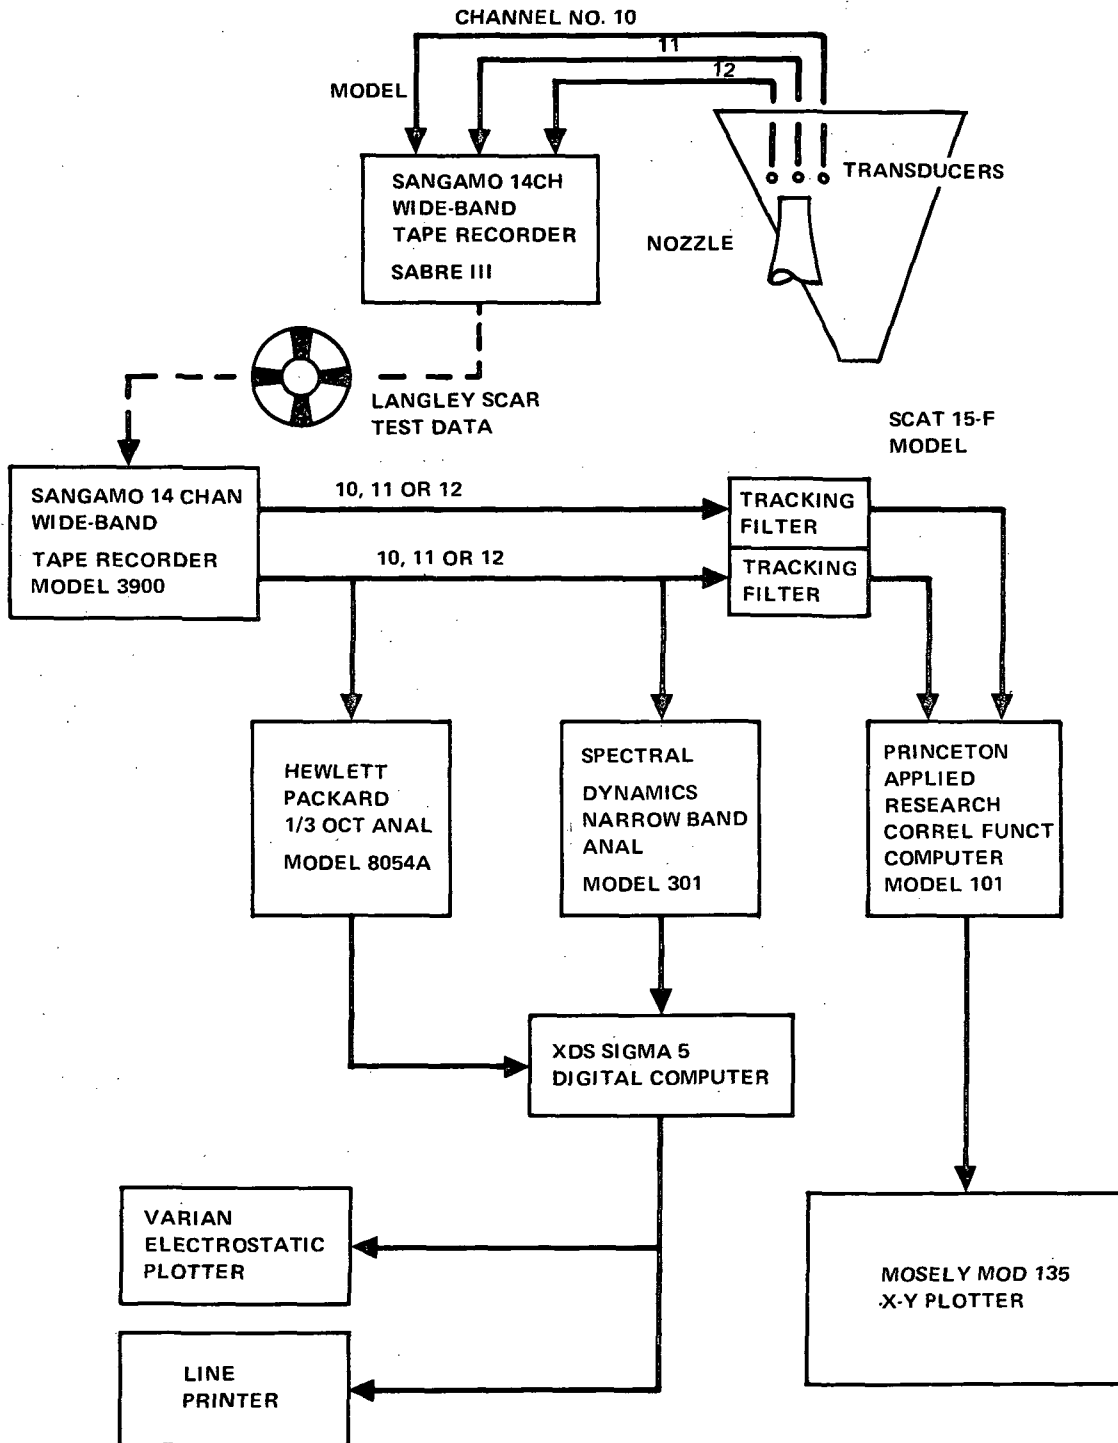 CHANNEL NO. 10
11
12
MODEL
SANGAMO 14CH
WIDE-BAND
TAPE RECORDER
SABRE III
TRANSDUCERS
NOZZLE
LANGLEY SCAR
TEST DATA
SCAT 15-F
MODEL
SANGAMO 14 CHAN
WIDE-BAND
TAPE RECORDER
MODEL 3900
10, 11 OR 12
10, 11 OR 12
TRACKING
FILTER
TRACKING
FILTER
HEWLETT
PACKARD
1/3 OCT ANAL
MODEL 8054A
SPECTRAL
DYNAMICS
NARROW BAND
ANAL
MODEL 301
PRINCETON
APPLIED
RESEARCH
CORREL FUNCT
COMPUTER
MODEL 101
XDS SIGMA 5
DIGITAL COMPUTER
VARIAN
ELECTROSTATIC
PLOTTER
MOSELY MOD 135
X-Y PLOTTER
LINE
PRINTER